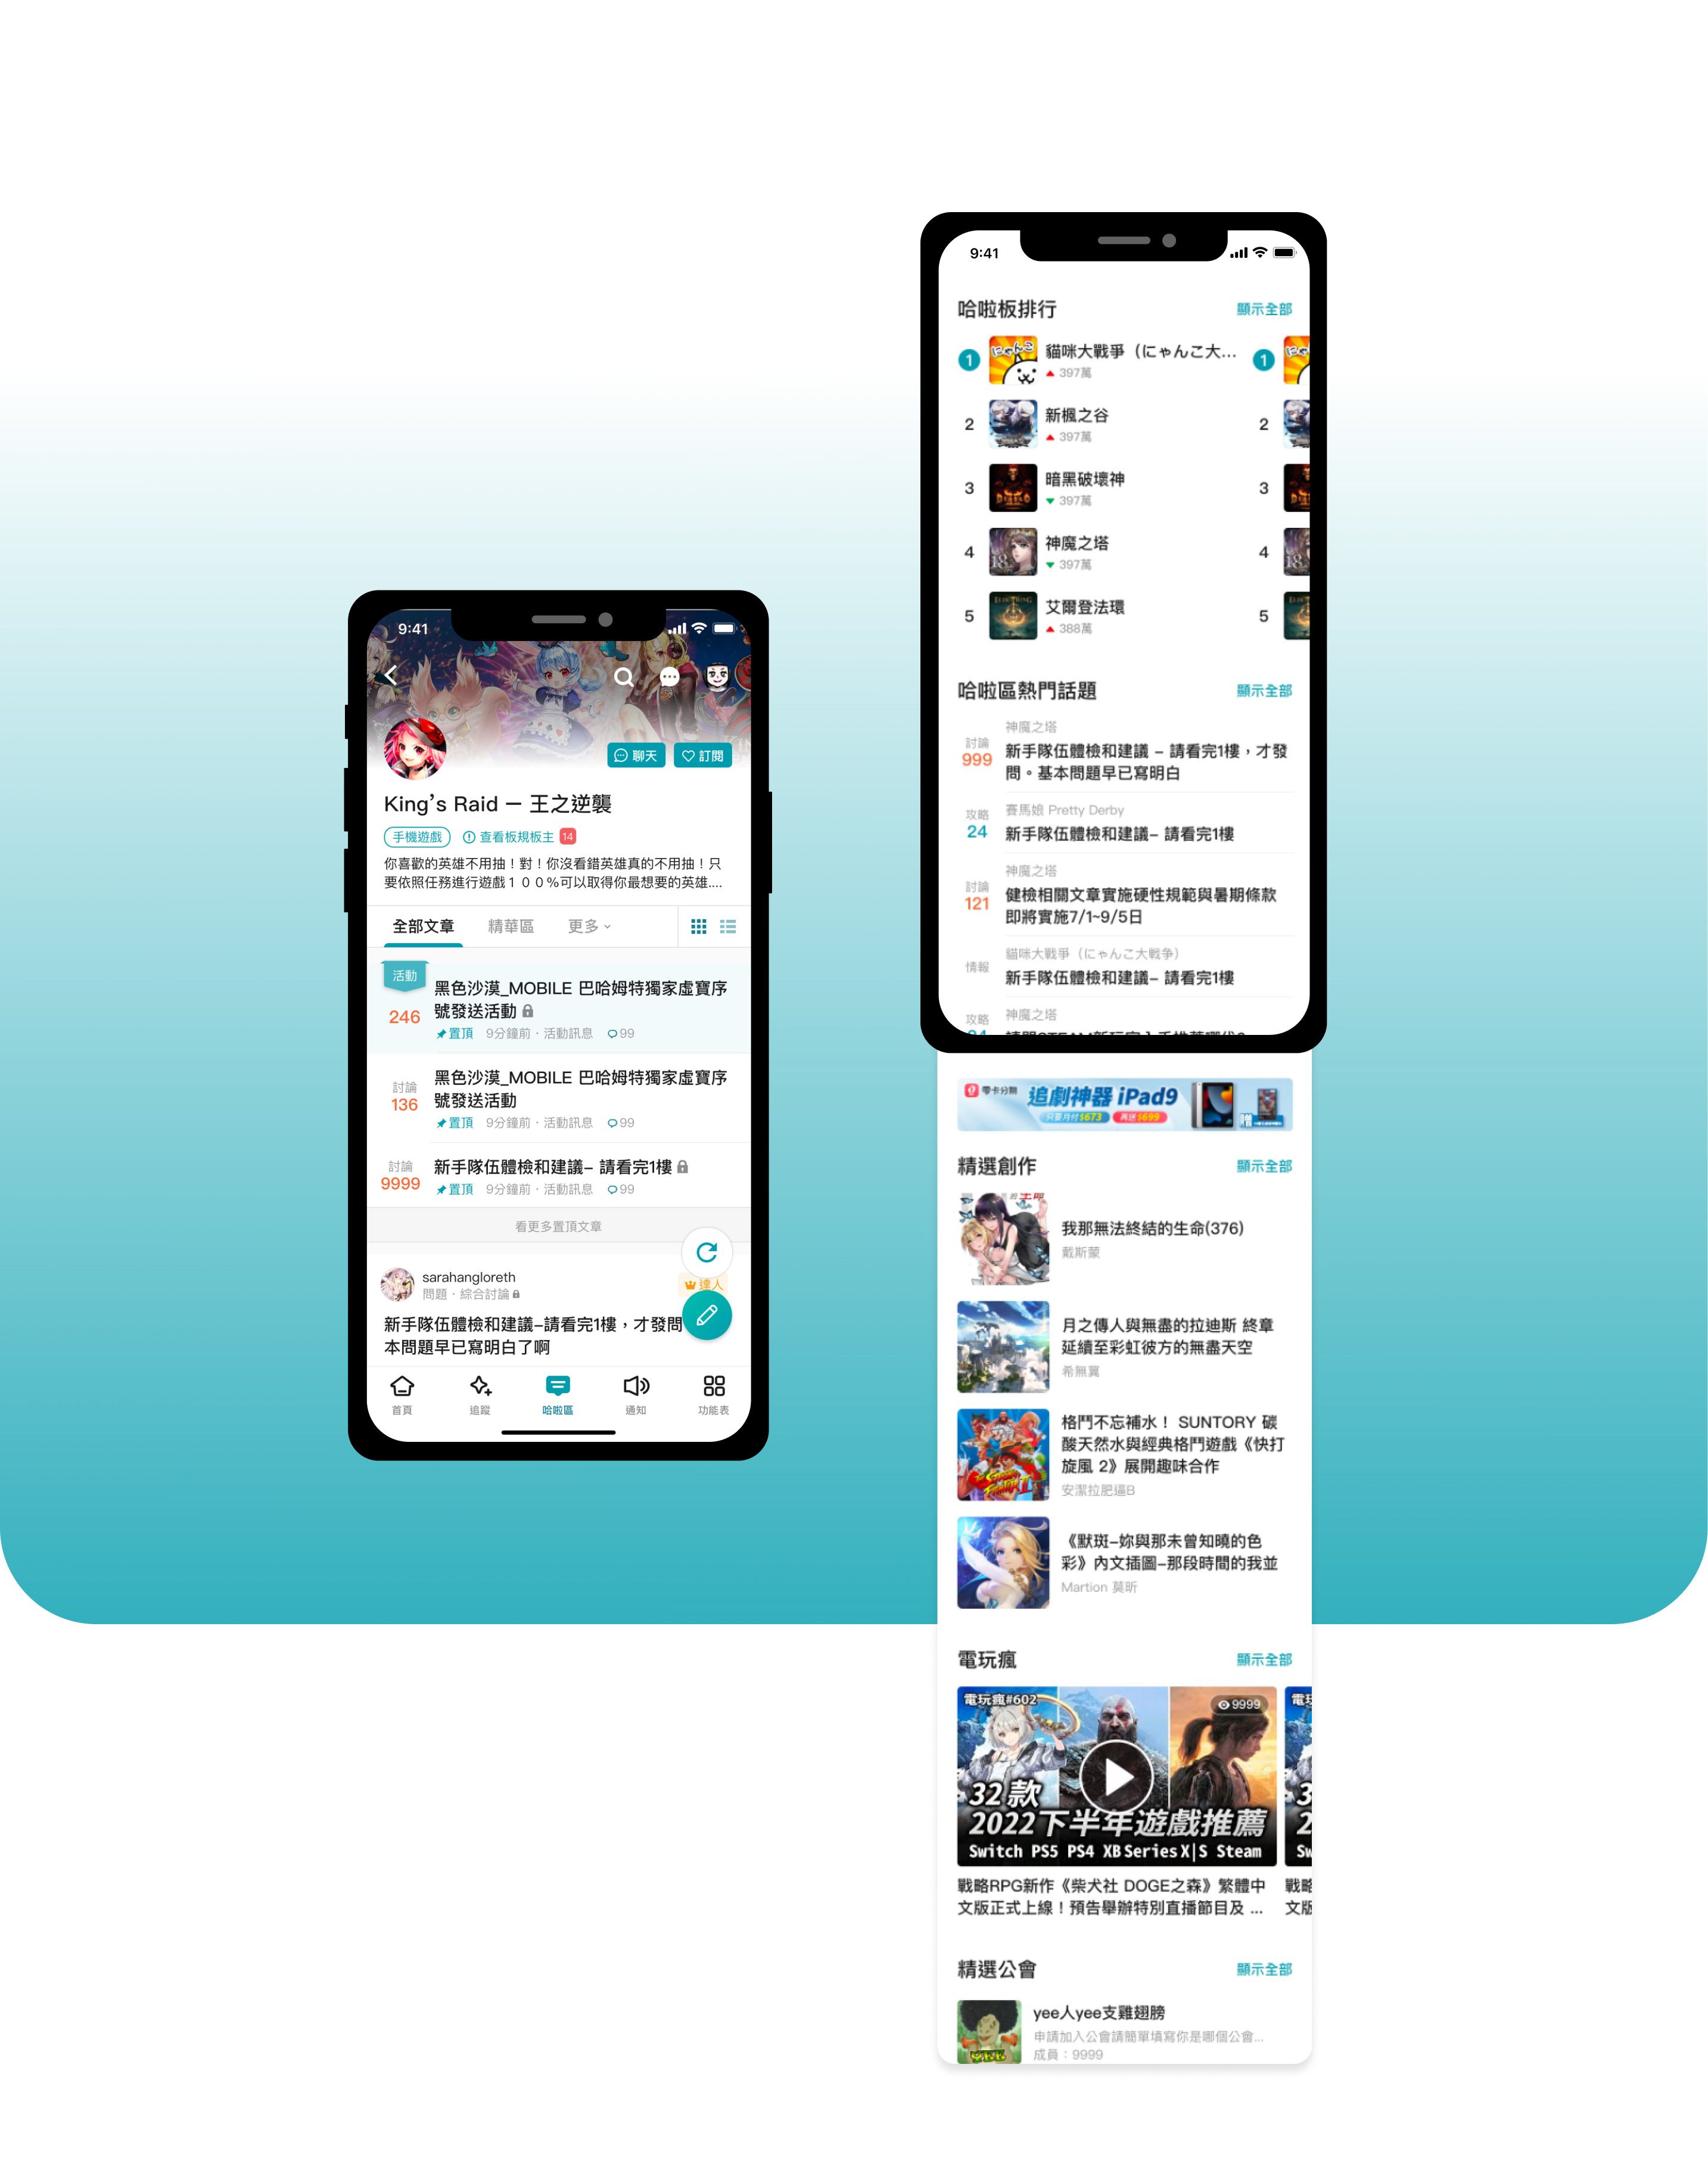 9:41
聊天
訂閱
King's Raid — 王之逆襲
手機遊戲
查看板規板主 14
你喜歡的英雄不用抽！對！你沒看錯英雄真的不用抽！只
要依照任務進行遊戲１００%可以取得你最想要的英雄....
全部文章
精華區
更多
活動
246
黑色沙漠_MOBILE 巴哈姆特獨家虛寶序
號發送活動
置頂 9分鐘前・活動訊息 99
討論
136
黑色沙漠_MOBILE 巴哈姆特獨家虛寶序
號發送活動
置頂 9分鐘前・活動訊息 99
討論
9999
新手隊伍體檢和建議– 請看完1樓
置頂 9分鐘前・活動訊息 99
看更多置頂文章
sarahangloreth
問題・綜合討論
達人
新手隊伍體檢和建議–請看完1樓，才發問
本問題早已寫明白了啊
首頁
追蹤
哈啦區
通知
功能表
9:41
哈啦板排行
顯示全部
1
にゃんこ
貓咪大戰爭（にゃんこ大...
397萬
1
2
新楓之谷
397萬
2
3
暗黑破壞神
397萬
3
4
神魔之塔
397萬
4
5
艾爾登法環
388萬
5
哈啦區熱門話題
顯示全部
神魔之塔
討論
999
新手隊伍體檢和建議 – 請看完1樓，才發
問。基本問題早已寫明白
賽馬娘 Pretty Derby
攻略
24
新手隊伍體檢和建議– 請看完1樓
神魔之塔
討論
121
健檢相關文章實施硬性規範與暑期條款
即將實施7/1~9/5日
貓咪大戰爭（にゃんこ大戦争）
情報
新手隊伍體檢和建議– 請看完1樓
神魔之塔
攻略
零卡分期
追劇神器 iPad9
只要月付$673
再送$699
贈
精選創作
顯示全部
我那無法終結的生命(376)
戴斯蒙
月之傳人與無盡的拉迪斯 終章
延續至彩虹彼方的無盡天空
希無翼
格鬥不忘補水！ SUNTORY 碳
酸天然水與經典格鬥遊戲《快打
旋風 2》展開趣味合作
安潔拉肥逼B
《默斑–妳與那未曾知曉的色
彩》內文插圖–那段時間的我並
Martion 莫昕
電玩瘋
顯示全部
電玩瘋#602
9999
32款
2022下半年遊戲推薦
Switch PS5 PS4 XB Series X|S Steam
戰略RPG新作《柴犬社 DOGE之森》繁體中
文版正式上線！預告舉辦特別直播節目及 ...
戰略
文版
精選公會
顯示全部
yee人yee支雞翅膀
申請加入公會請簡單填寫你是哪個公會...
成員：9999